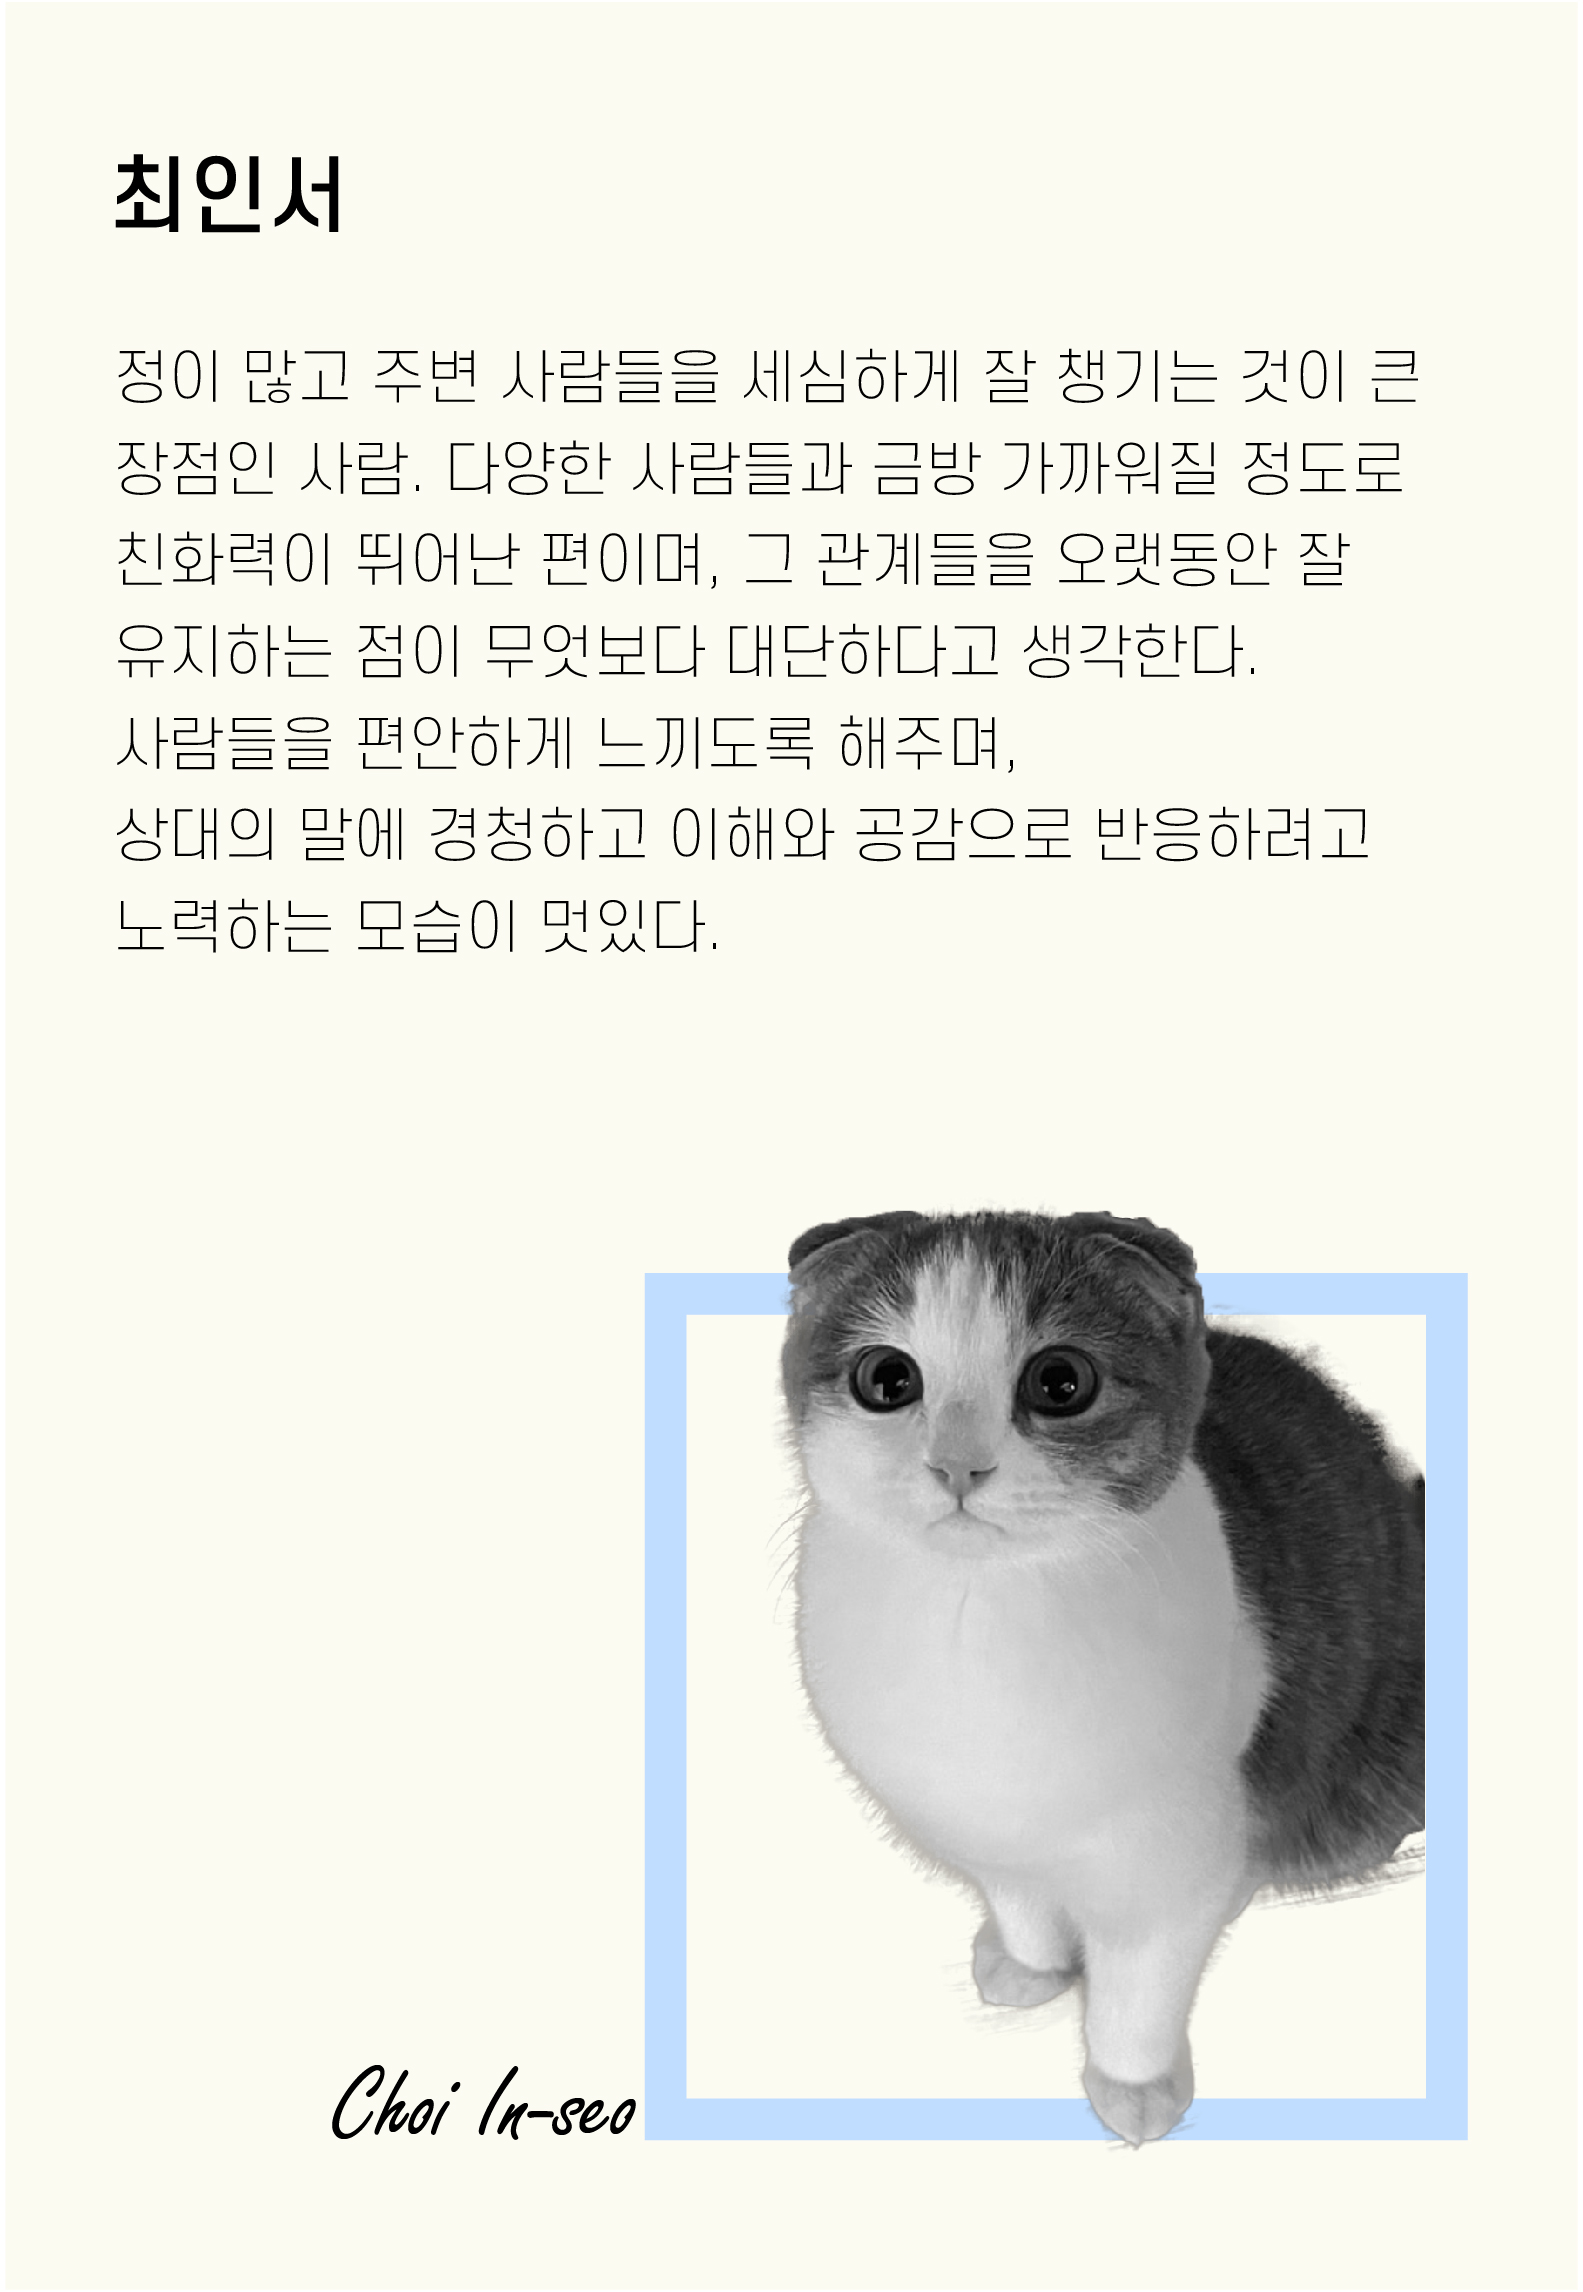 최인서
정이 많고 주변 사람들을 세심하게 잘 챙기는 것이 큰
장점인 사람. 다양한 사람들과 금방 가까워질 정도로
친화력이 뛰어난 편이며, 그 관계들을 오랫동안 잘
유지하는 점이 무엇보다 대단하다고 생각한다.
사람들을 편안하게 느끼도록 해주며,
상대의 말에 경청하고 이해와 공감으로 반응하려고
노력하는 모습이 멋있다.
Choi In-seo